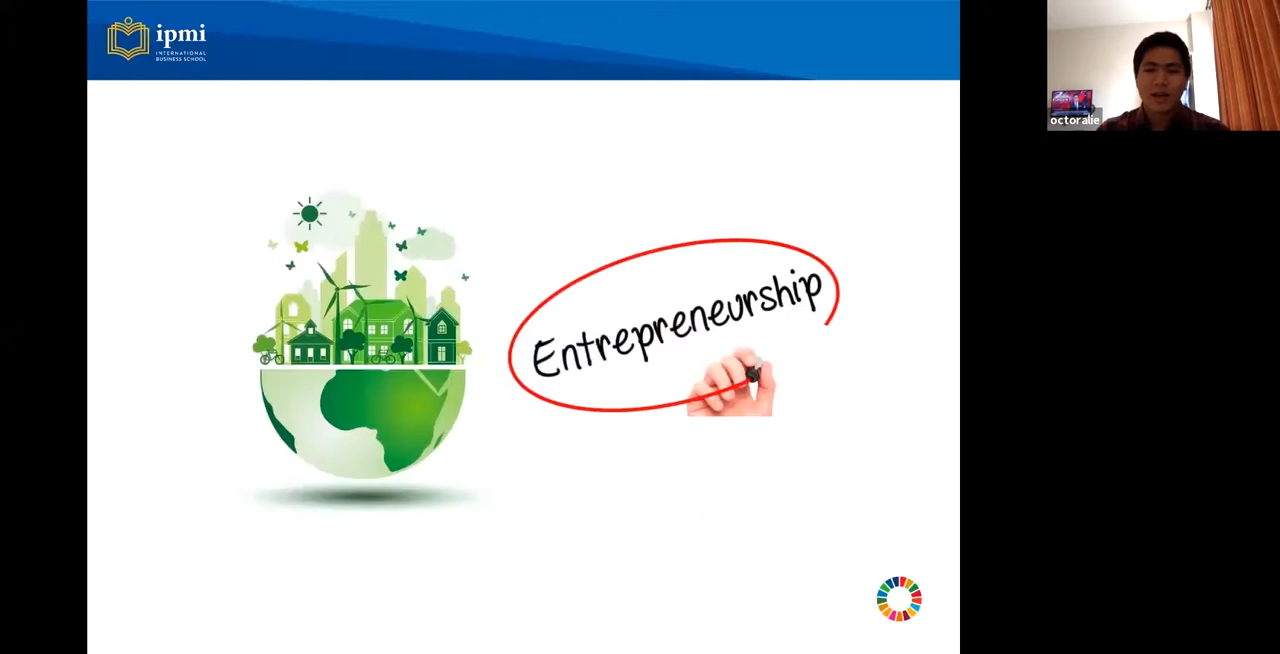 ipmi
INTERNATIONAL
BUSINESS SCHOOL
Entrepreneurship
octoralie